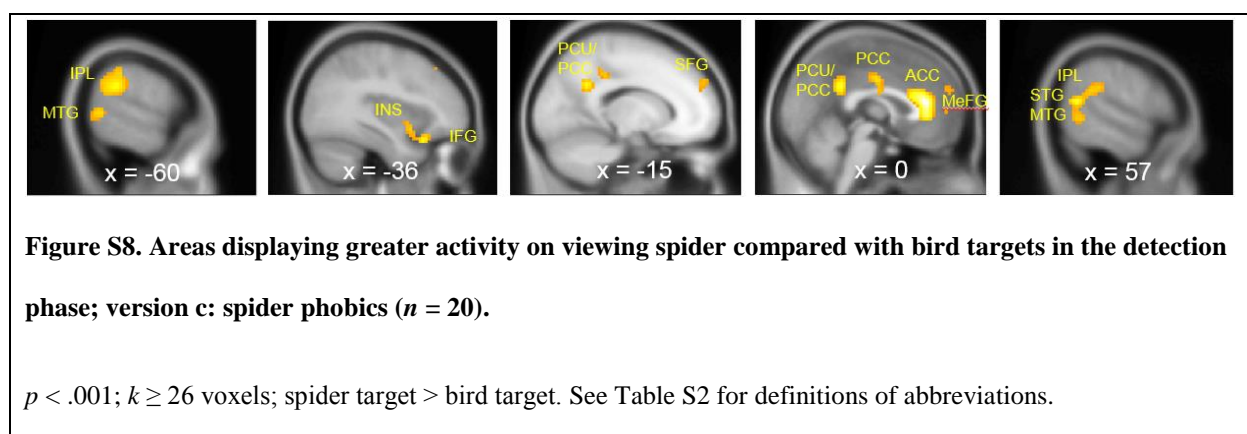 IPL
MTG
x = -60
INS
IFG
x = -36
PCU/
PCC
SFG
x = -15
PCU/
PCC
PCC
ACC
MeFG
x = 0
IPL
STG
MTG
x = 57
Figure S8. Areas displaying greater activity on viewing spider compared with bird targets in the detection
phase; version c: spider phobics (n = 20).
p < .001; k ≥ 26 voxels; spider target > bird target. See Table S2 for definitions of abbreviations.